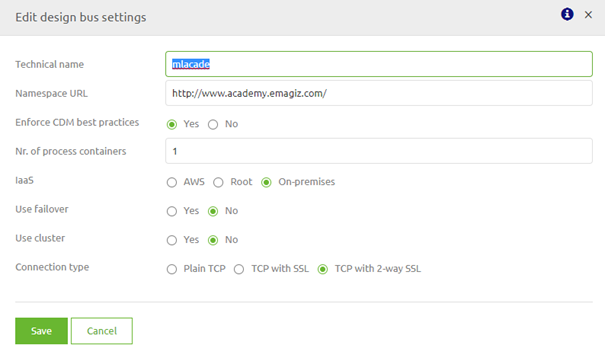 Edit design bus settings
Technical name mlacade
Namespace URL http://www.academy.emagiz.com/
Enforce CDM best practices Yes No
Nr. of process containers 1
IaaS AWS Root On-premises
Use failover Yes No
Use cluster Yes No
Connection type Plain TCP TCP with SSL TCP with 2-way SSL
Save Cancel